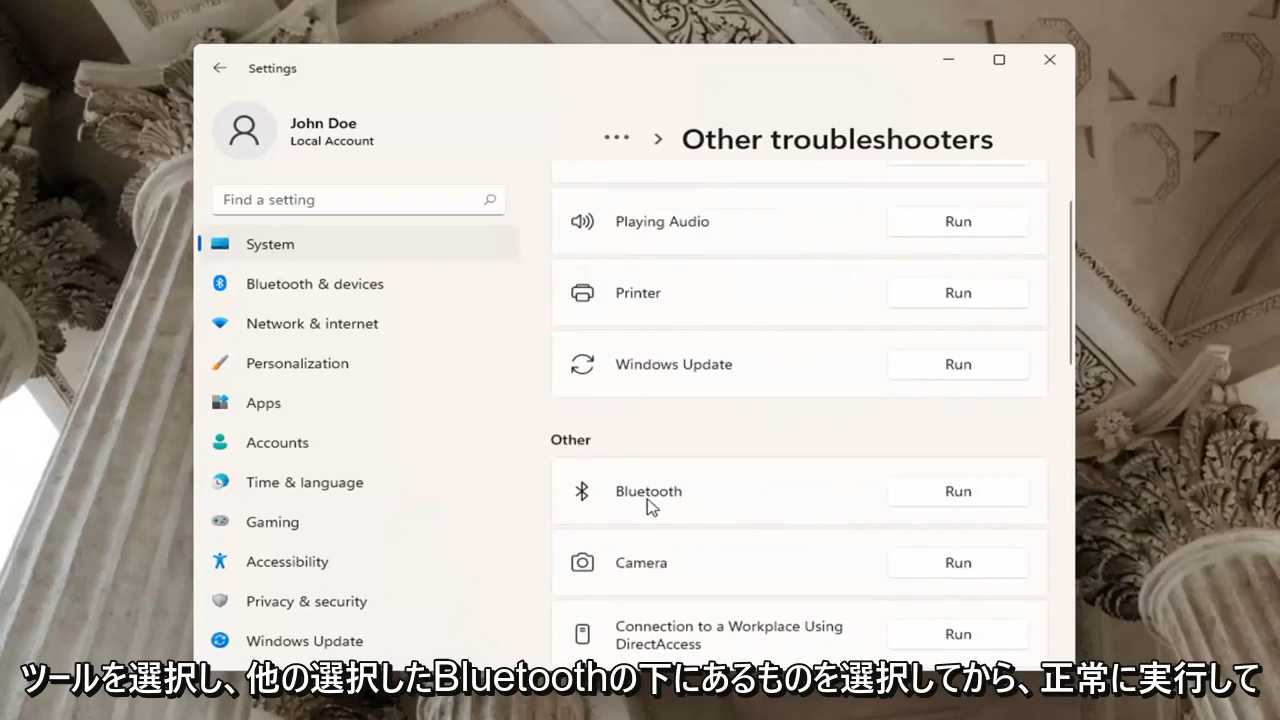 Settings
John Doe
Local Account
Find a setting
System
Bluetooth & devices
Network & internet
Personalization
Apps
Accounts
Time & language
Gaming
Accessibility
Privacy & security
Windows Update
... > Other troubleshooters
Playing Audio Run
Printer Run
Windows Update Run
Other
Bluetooth Run
Camera Run
Connection to a Workplace Using
DirectAccess Run
ツールを選択し、他の選択したBluetoothの下にあるものを選択してから、正常に実行して